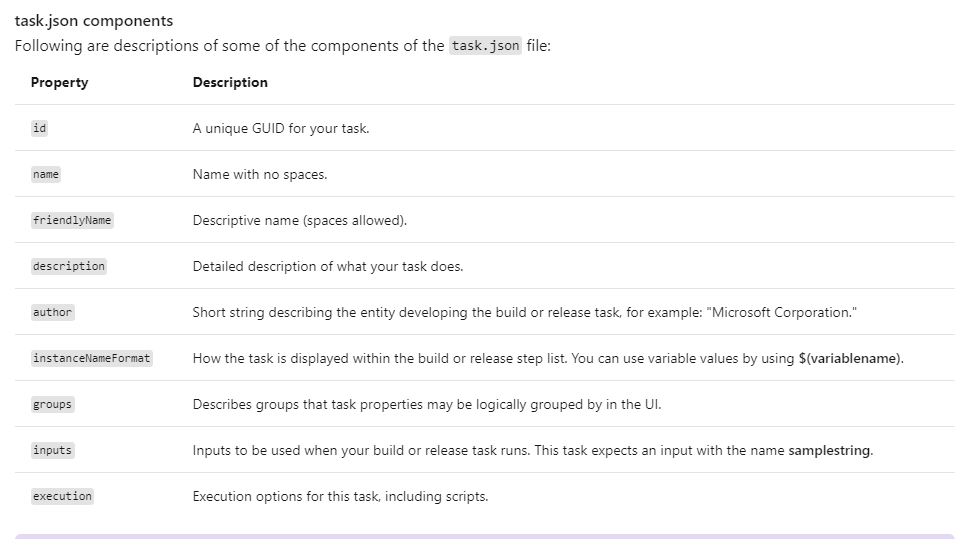 task.json components
Following are descriptions of some of the components of the task.json file:
Property Description
id A unique GUID for your task.
name Name with no spaces.
friendlyName Descriptive name (spaces allowed).
description Detailed description of what your task does.
author Short string describing the entity developing the build or release task, for example: "Microsoft Corporation."
instanceNameFormat How the task is displayed within the build or release step list. You can use variable values by using $(variablename).
groups Describes groups that task properties may be logically grouped by in the UI.
inputs Inputs to be used when your build or release task runs. This task expects an input with the name samplestring.
execution Execution options for this task, including scripts.